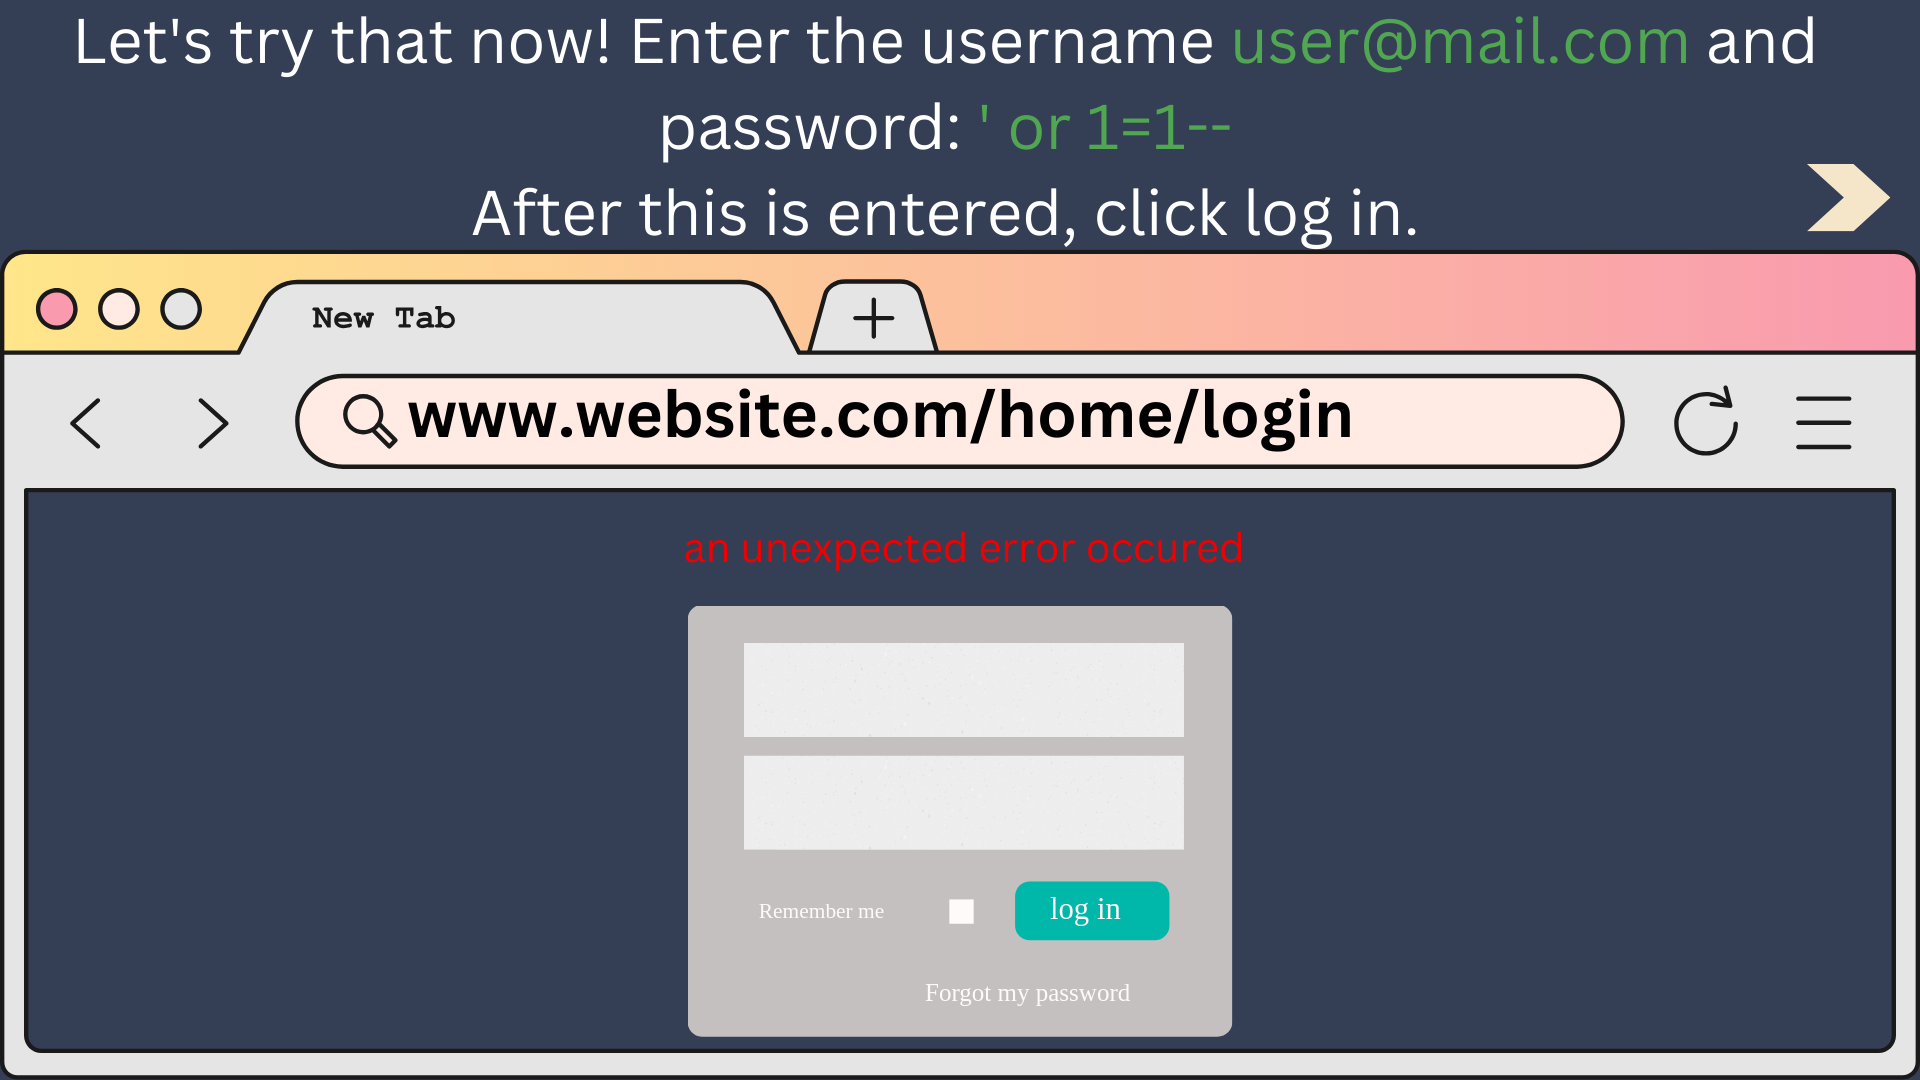 Let's try that now! Enter the username user@mail.com and
password: ' or 1=1--
After this is entered, click log in.
New Tab
www.website.com/home/login
an unexpected error occured
Remember me
log in
Forgot my password